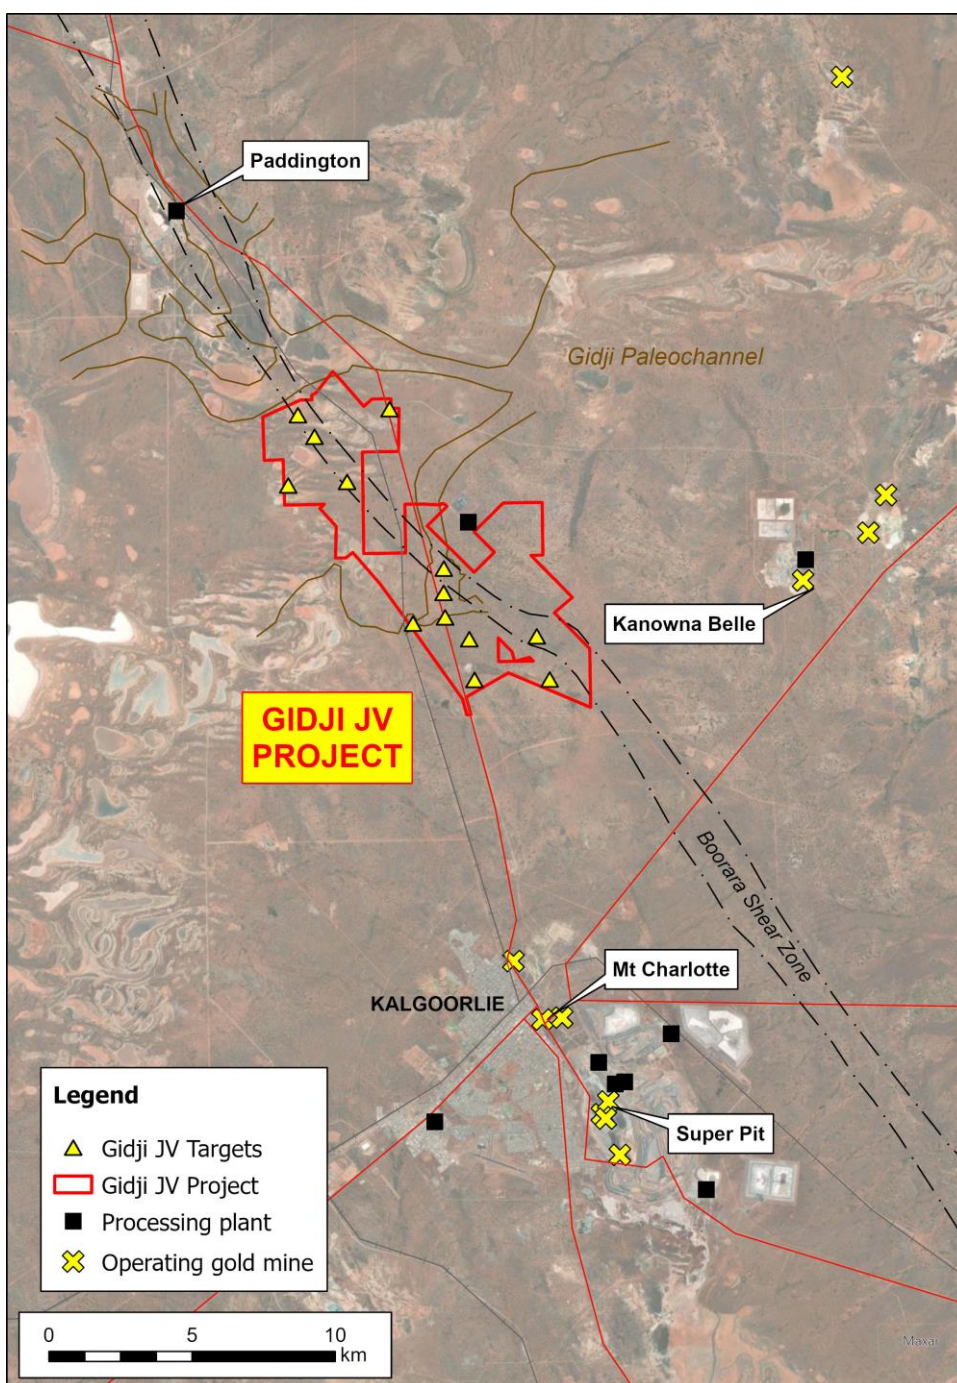 Paddington
Gidji Paleochannel
Kanowna Belle
GIDJI JV
PROJECT
Boorara Shear Zone
Mt Charlotte
KALGOORLIE
Super Pit
Legend
Gidji JV Targets
Gidji JV Project
Processing plant
Operating gold mine
0 5 10
km
Maxar